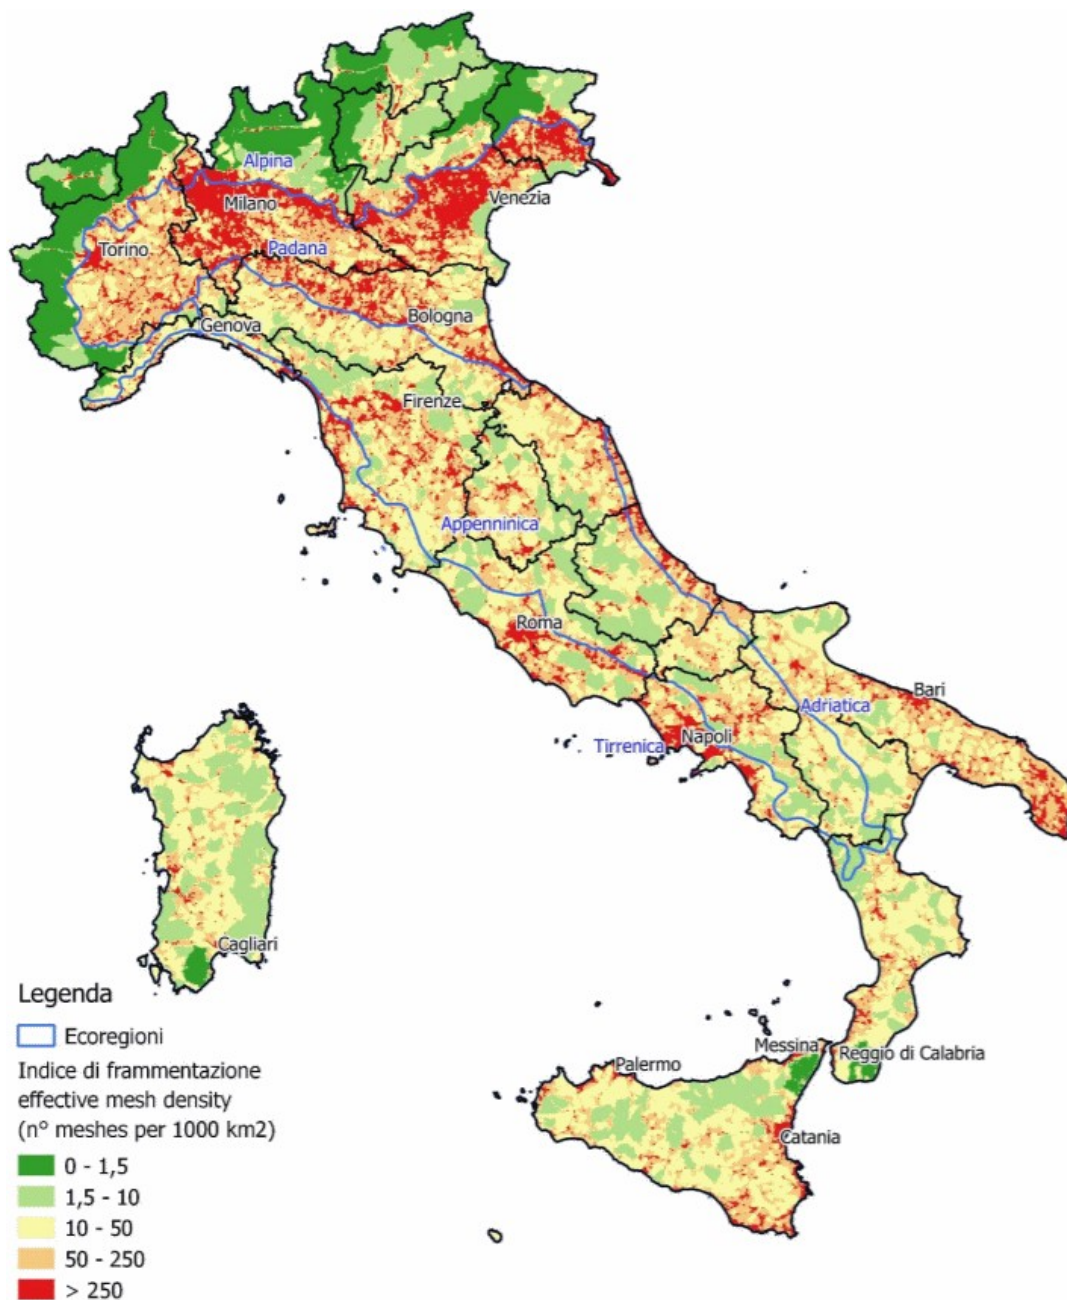 Alpina
Milano
Venezia
Torino
Padana
Genova
Bologna
Firenze
Appenninica
Roma
Bari
Adriatica
Tirrenica
Napoli
Cagliari
Messina
Reggio di Calabria
Palermo
Catania
Legenda
Ecoregioni
Indice di frammentazione
effective mesh density
(n° meshes per 1000 km2)
0 - 1,5
1,5 - 10
10 - 50
50 - 250
> 250